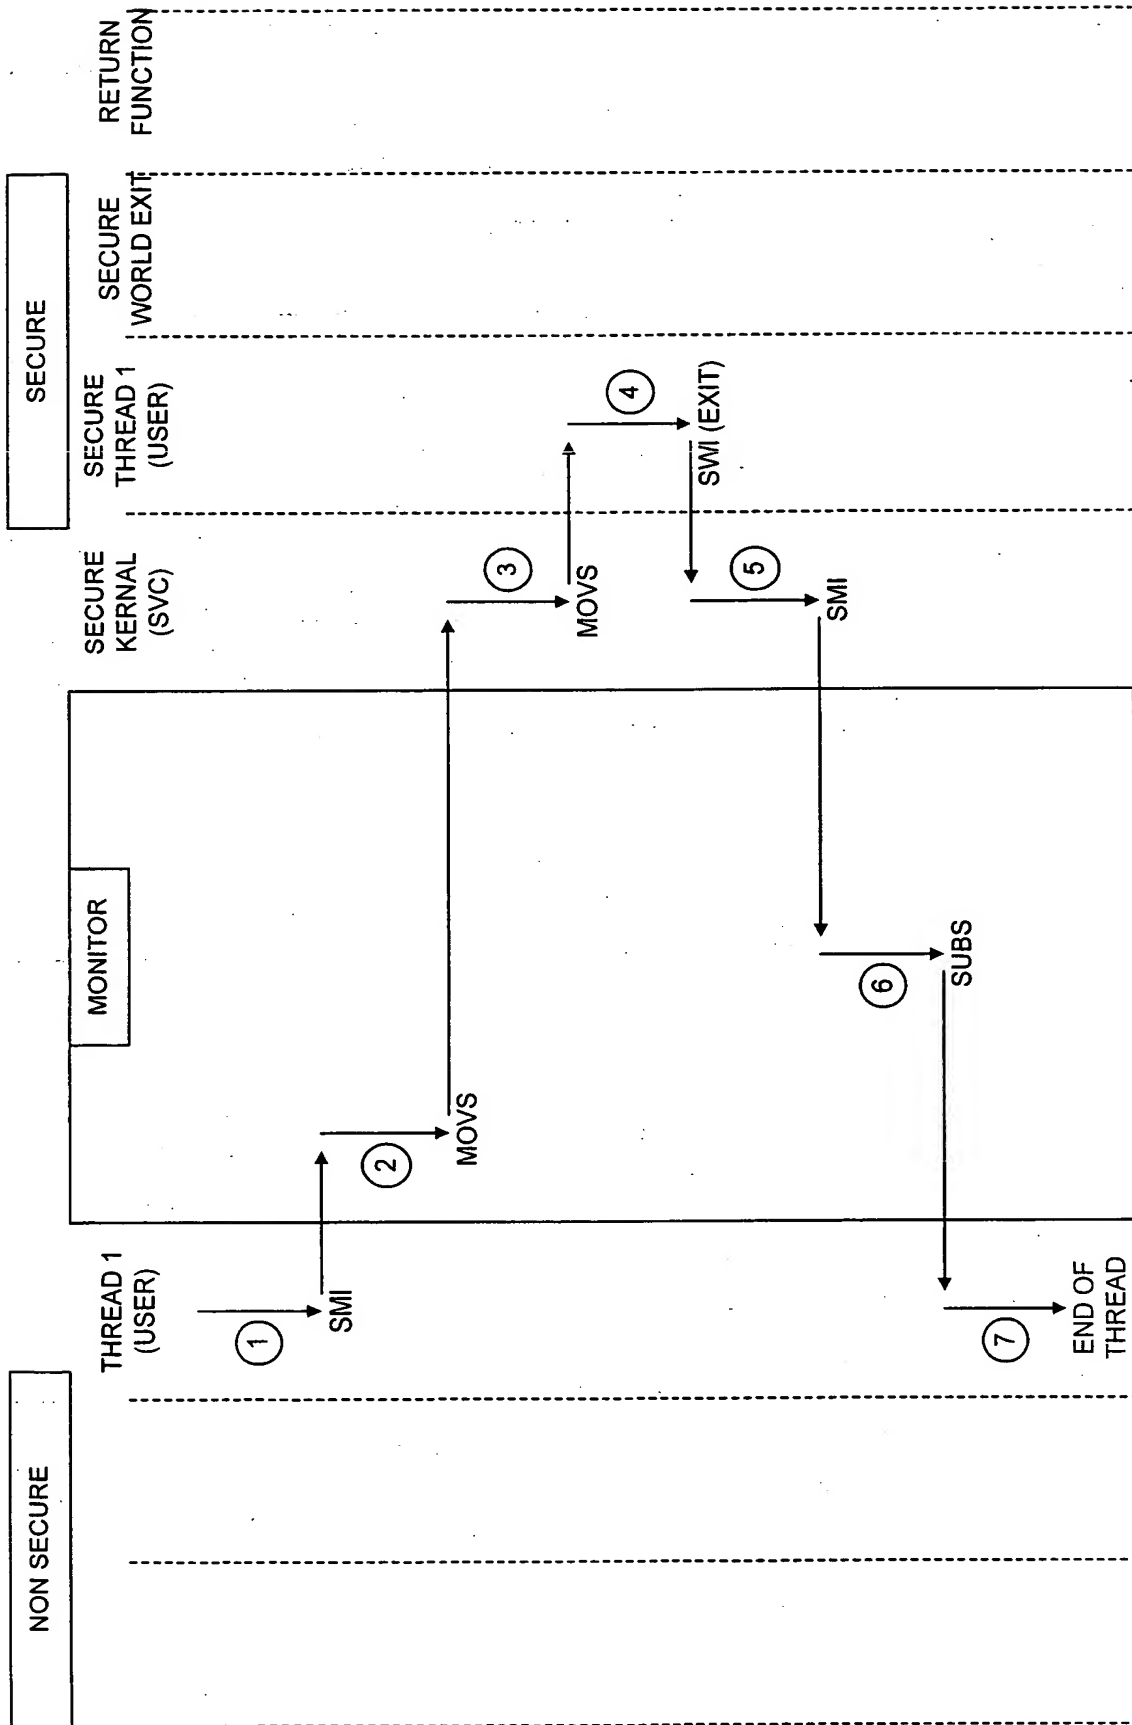 NON SECURE
MONITOR
SECURE
THREAD 1
(USER)
SECURE
KERNAL
(SVC)
SECURE
THREAD 1
(USER)
SECURE
WORLD EXIT
RETURN
FUNCTION
1
SMI
2
MOVS
3
MOVS
4
SWI (EXIT)
5
SMI
6
SUBS
7
END OF
THREAD